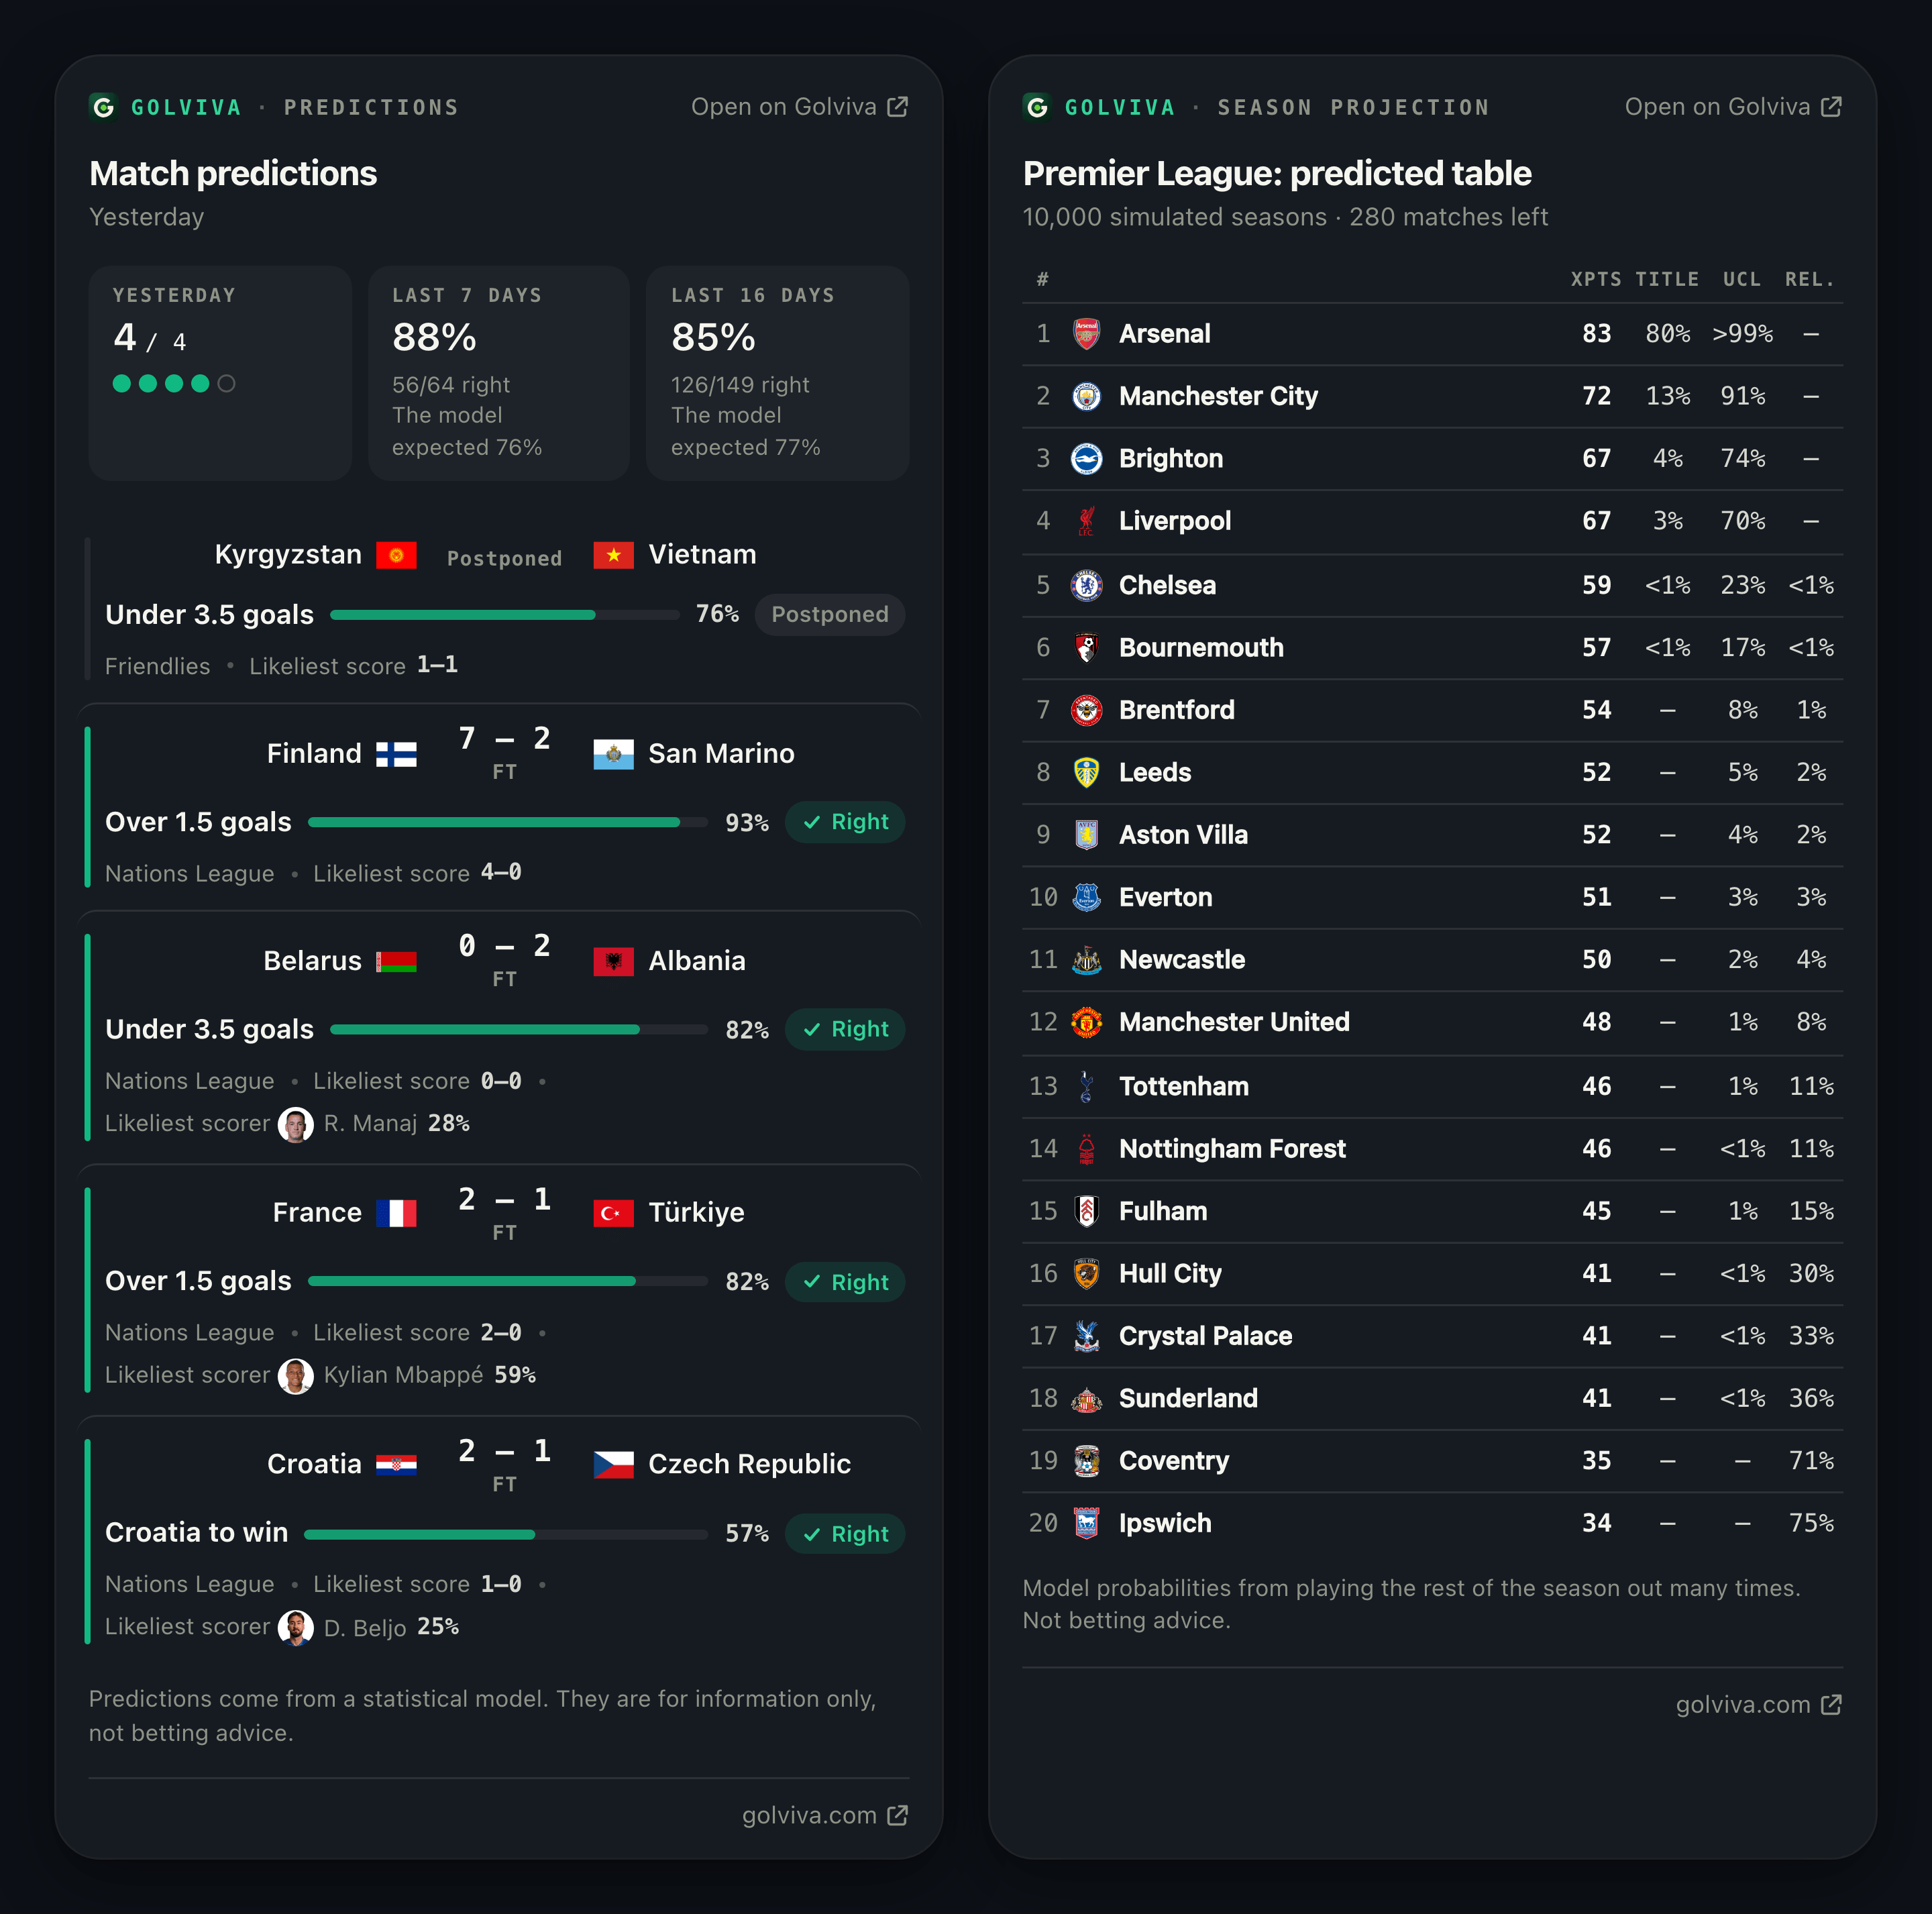 GOLVIVA · PREDICTIONS Open on Golviva
Match predictions
Yesterday
YESTERDAY
4 / 4
LAST 7 DAYS
88%
56/64 right
The model
expected 76%
LAST 16 DAYS
85%
126/149 right
The model
expected 77%
Kyrgyzstan Postponed Vietnam
Under 3.5 goals 76% Postponed
Friendlies • Likeliest score 1–1
Finland 7 – 2 San Marino
FT
Over 1.5 goals 93% ✓ Right
Nations League • Likeliest score 4–0
Belarus 0 – 2 Albania
FT
Under 3.5 goals 82% ✓ Right
Nations League • Likeliest score 0–0 •
Likeliest scorer R. Manaj 28%
France 2 – 1 Türkiye
FT
Over 1.5 goals 82% ✓ Right
Nations League • Likeliest score 2–0 •
Likeliest scorer Kylian Mbappé 59%
Croatia 2 – 1 Czech Republic
FT
Croatia to win 57% ✓ Right
Nations League • Likeliest score 1–0 •
Likeliest scorer D. Beljo 25%
Predictions come from a statistical model. They are for information only,
not betting advice.
golviva.com
GOLVIVA · SEASON PROJECTION Open on Golviva
Premier League: predicted table
10,000 simulated seasons · 280 matches left
# XPTS TITLE UCL REL.
1 Arsenal 83 80% >99% –
2 Manchester City 72 13% 91% –
3 Brighton 67 4% 74% –
4 Liverpool 67 3% 70% –
5 Chelsea 59 <1% 23% <1%
6 Bournemouth 57 <1% 17% <1%
7 Brentford 54 – 8% 1%
8 Leeds 52 – 5% 2%
9 Aston Villa 52 – 4% 2%
10 Everton 51 – 3% 3%
11 Newcastle 50 – 2% 4%
12 Manchester United 48 – 1% 8%
13 Tottenham 46 – 1% 11%
14 Nottingham Forest 46 – <1% 11%
15 Fulham 45 – 1% 15%
16 Hull City 41 – <1% 30%
17 Crystal Palace 41 – <1% 33%
18 Sunderland 41 – <1% 36%
19 Coventry 35 – – 71%
20 Ipswich 34 – – 75%
Model probabilities from playing the rest of the season out many times.
Not betting advice.
golviva.com